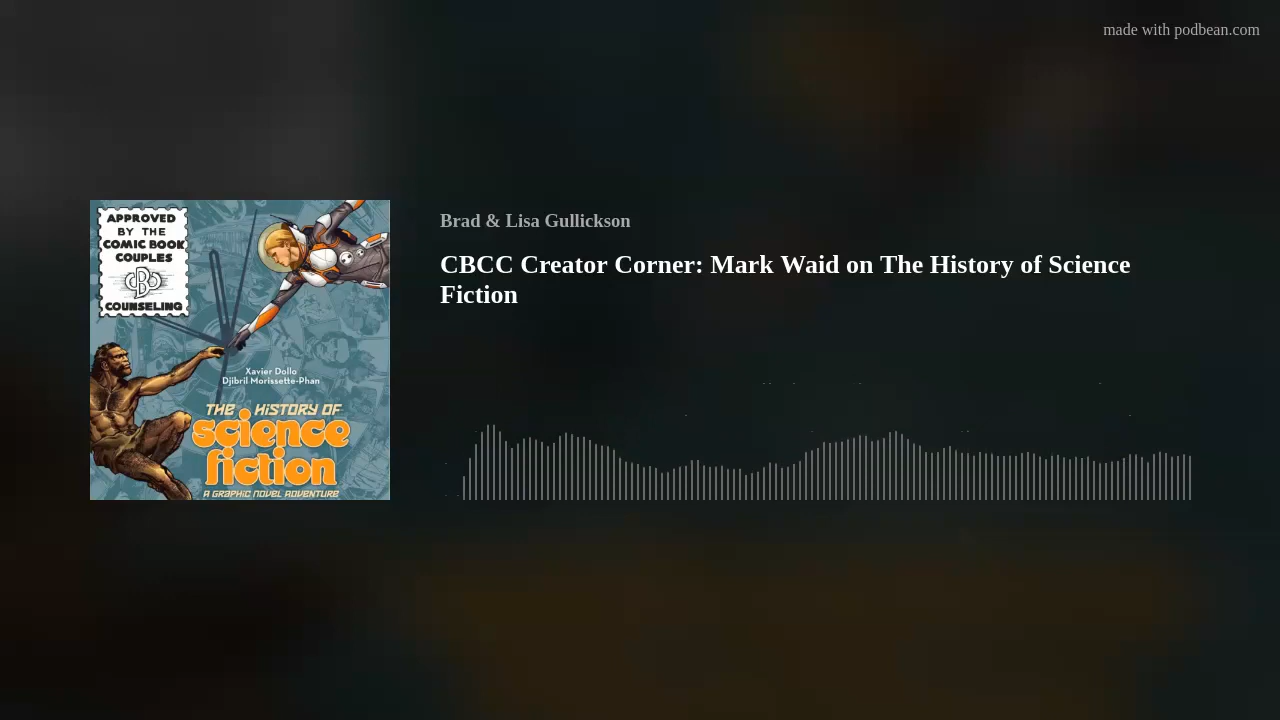 made with podbean.com
APPROVED
BY THE
COMIC BOOK
COUPLES
CBCC
COUNSELING
Xavier Dollo
Djibril Morissette-Phan
THE HISTORY OF
science
fiction
A GRAPHIC NOVEL ADVENTURE
Brad & Lisa Gullickson
CBCC Creator Corner: Mark Waid on The History of Science
Fiction